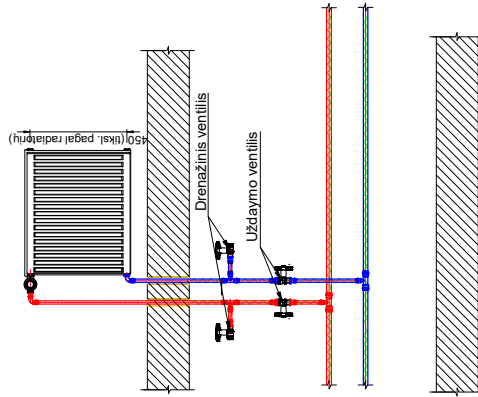 450(tiksl. pagal radiatorių)
Drenažinis ventilis
Uždaymo ventilis